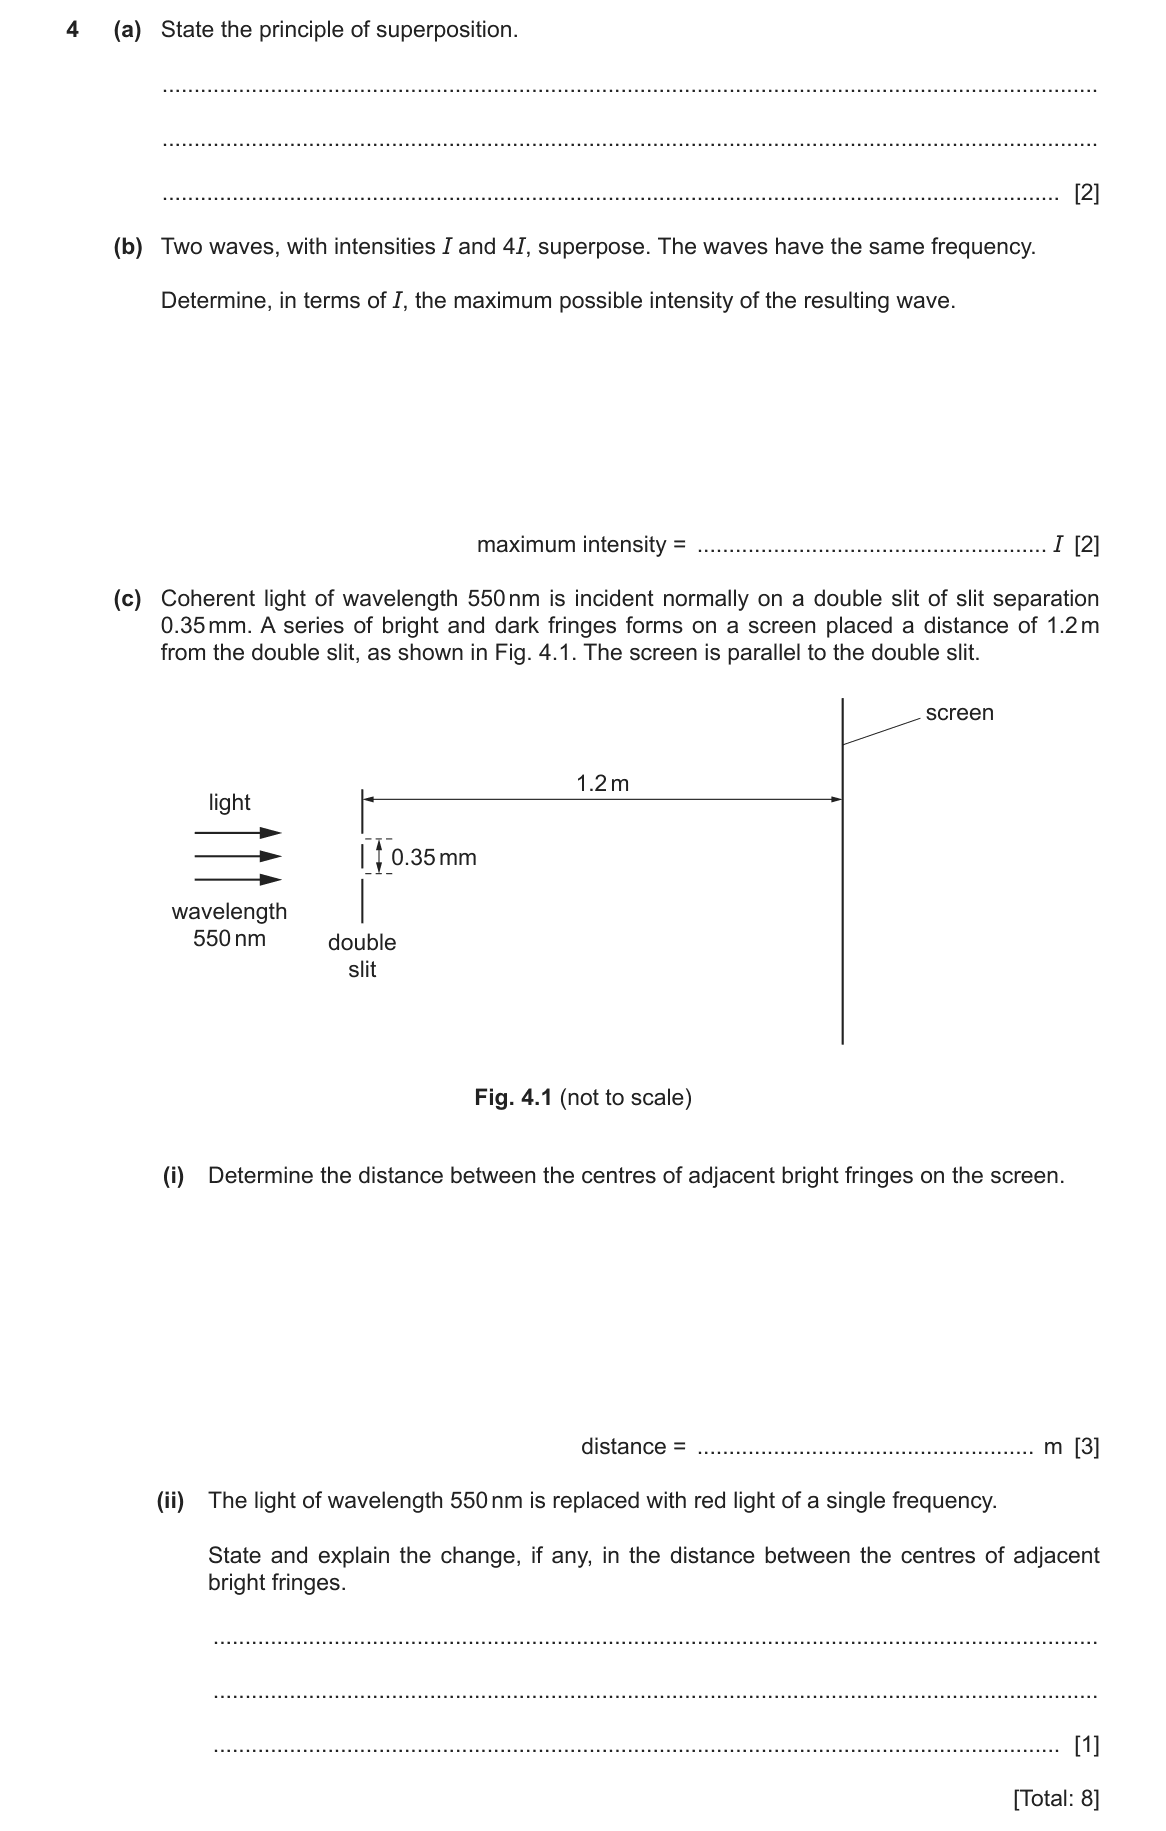 4 (a) State the principle of superposition.
..........................................................................................................................................
..........................................................................................................................................
.................................................................................................................................... [2]
(b) Two waves, with intensities I and 4I, superpose. The waves have the same frequency.
Determine, in terms of I, the maximum possible intensity of the resulting wave.
maximum intensity = ...................................................... I [2]
(c) Coherent light of wavelength 550 nm is incident normally on a double slit of slit separation
0.35 mm. A series of bright and dark fringes forms on a screen placed a distance of 1.2 m
from the double slit, as shown in Fig. 4.1. The screen is parallel to the double slit.
screen
1.2 m
light
0.35 mm
wavelength
550 nm
double
slit
Fig. 4.1 (not to scale)
(i) Determine the distance between the centres of adjacent bright fringes on the screen.
distance = .................................................... m [3]
(ii) The light of wavelength 550 nm is replaced with red light of a single frequency.
State and explain the change, if any, in the distance between the centres of adjacent
bright fringes.
..........................................................................................................................................
..........................................................................................................................................
.................................................................................................................................... [1]
[Total: 8]